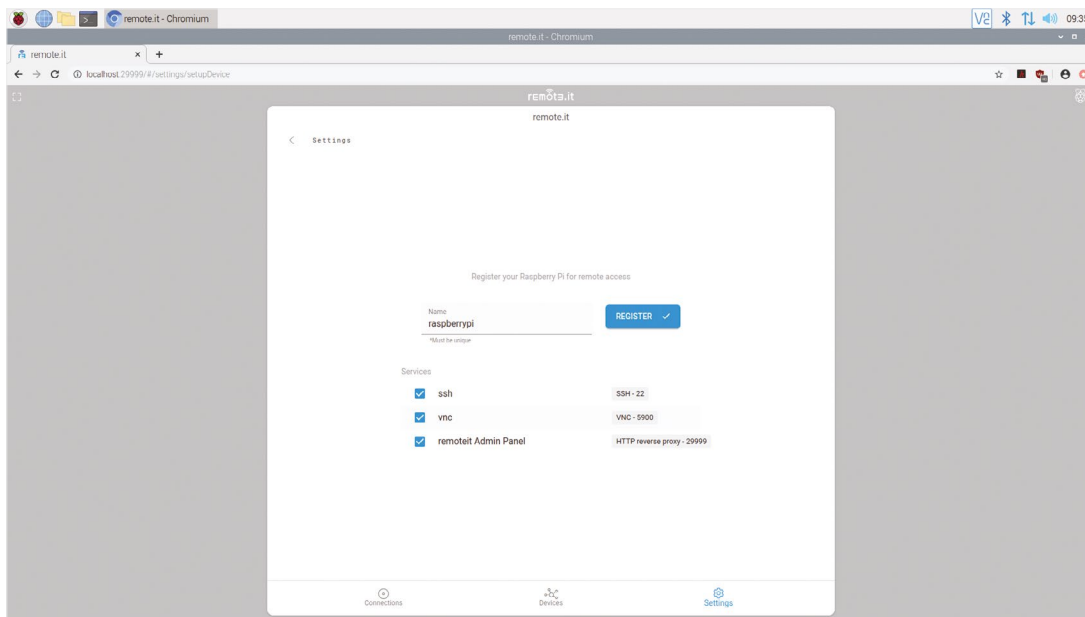 remote.it - Chromium
09:35
remote.it - Chromium
remote.it
localhost:29999/#/settings/setupDevice
remote.it
remote.it
Settings
Register your Raspberry Pi for remote access
Name
raspberrypi
REGISTER
*Must be unique
Services
ssh SSH - 22
vnc VNC - 5900
remoteit Admin Panel HTTP reverse proxy - 29999
Connections Devices Settings